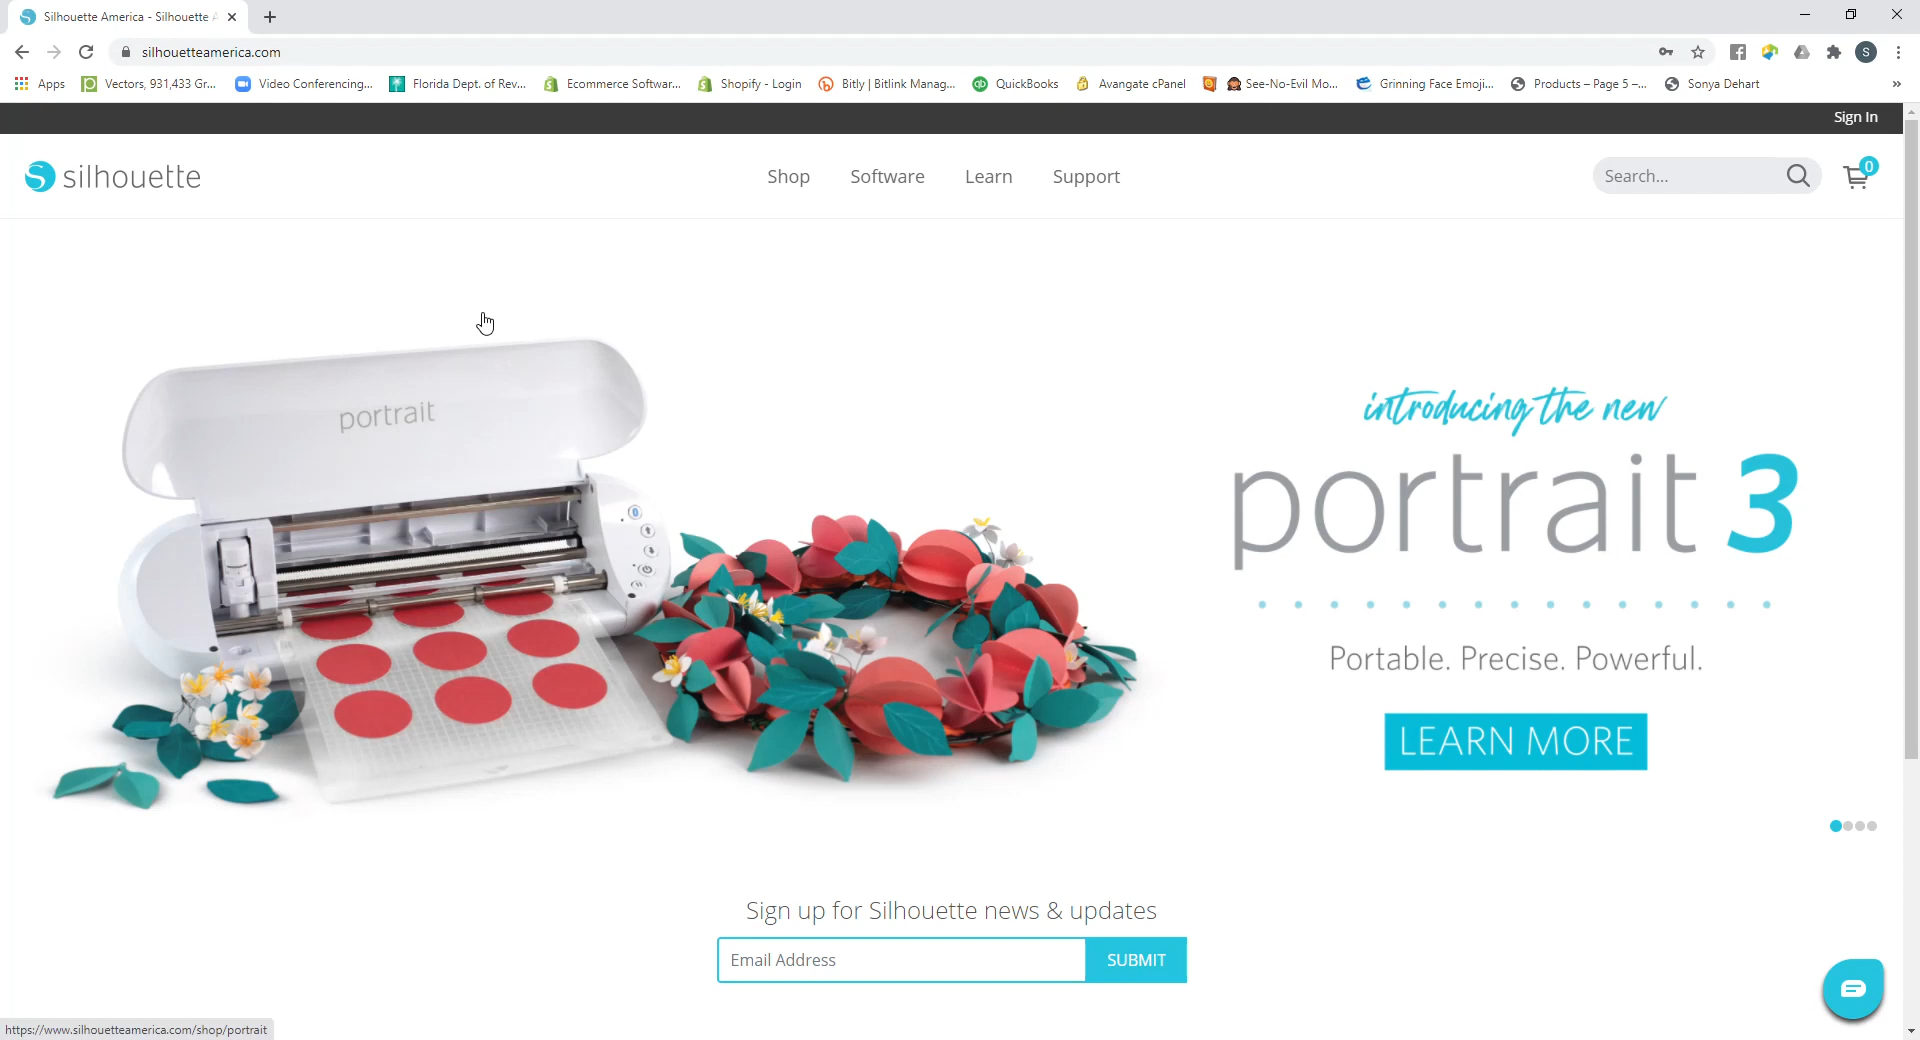 Silhouette America - Silhouette A
silhouetteamerica.com
S
Apps
Vectors, 931,433 Gr...
Video Conferencing...
Florida Dept. of Rev...
Ecommerce Softwar...
Shopify - Login
Bitly | Bitlink Manag...
QuickBooks
Avangate cPanel
See-No-Evil Mo...
Grinning Face Emoji...
Products – Page 5 –...
Sonya Dehart
»
Sign In
silhouette
Shop
Software
Learn
Support
Search...
0
portrait
introducing the new
portrait 3
Portable. Precise. Powerful.
LEARN MORE
Sign up for Silhouette news & updates
Email Address
SUBMIT
https://www.silhouetteamerica.com/shop/portrait